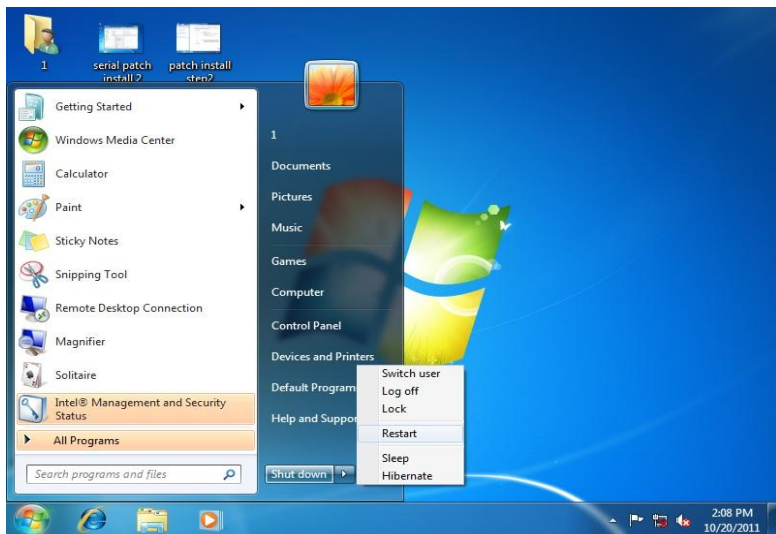 1
serial patch
install 2
patch install
step2
Getting Started
Windows Media Center
Calculator
Paint
Sticky Notes
Snipping Tool
Remote Desktop Connection
Magnifier
Solitaire
Intel® Management and Security
Status
All Programs
Search programs and files
1
Documents
Pictures
Music
Games
Computer
Control Panel
Devices and Printers
Default Program
Help and Suppor
Shut down
Switch user
Log off
Lock
Restart
Sleep
Hibernate
2:08 PM
10/20/2011